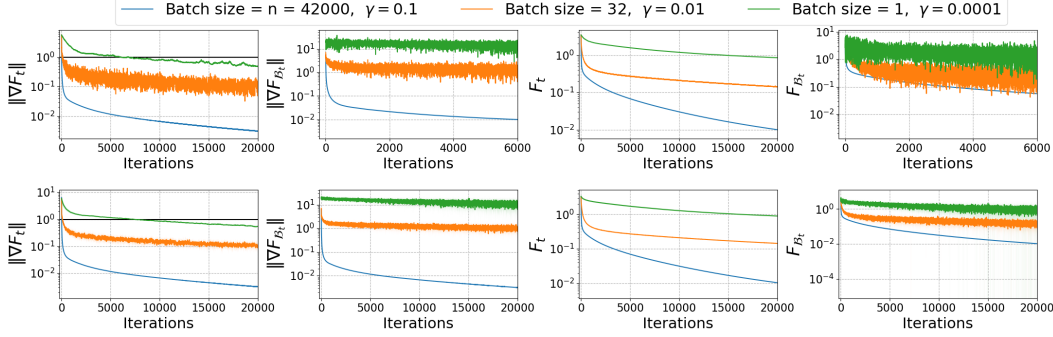 Batch size = n = 42000, γ = 0.1 Batch size = 32, γ = 0.01 Batch size = 1, γ = 0.0001
‖∇F_t‖
10^0
10^{-2}
0 5000 10000 15000 20000
Iterations
‖∇F_{B_t}‖
10^1
10^0
10^{-1}
10^{-2}
0 2000 4000 6000
Iterations
F_t
10^0
10^{-1}
10^{-2}
0 5000 10000 15000 20000
Iterations
F_{B_t}
10^1
10^0
10^{-1}
10^{-2}
10^{-3}
0 2000 4000 6000
Iterations
‖∇F_t‖
10^1
10^0
10^{-1}
10^{-2}
0 5000 10000 15000 20000
Iterations
‖∇F_{B_t}‖
10^1
10^0
10^{-1}
10^{-2}
0 5000 10000 15000 20000
Iterations
F_t
10^0
10^{-1}
10^{-2}
0 5000 10000 15000 20000
Iterations
F_{B_t}
10^0
10^{-2}
10^{-4}
0 5000 10000 15000 20000
Iterations